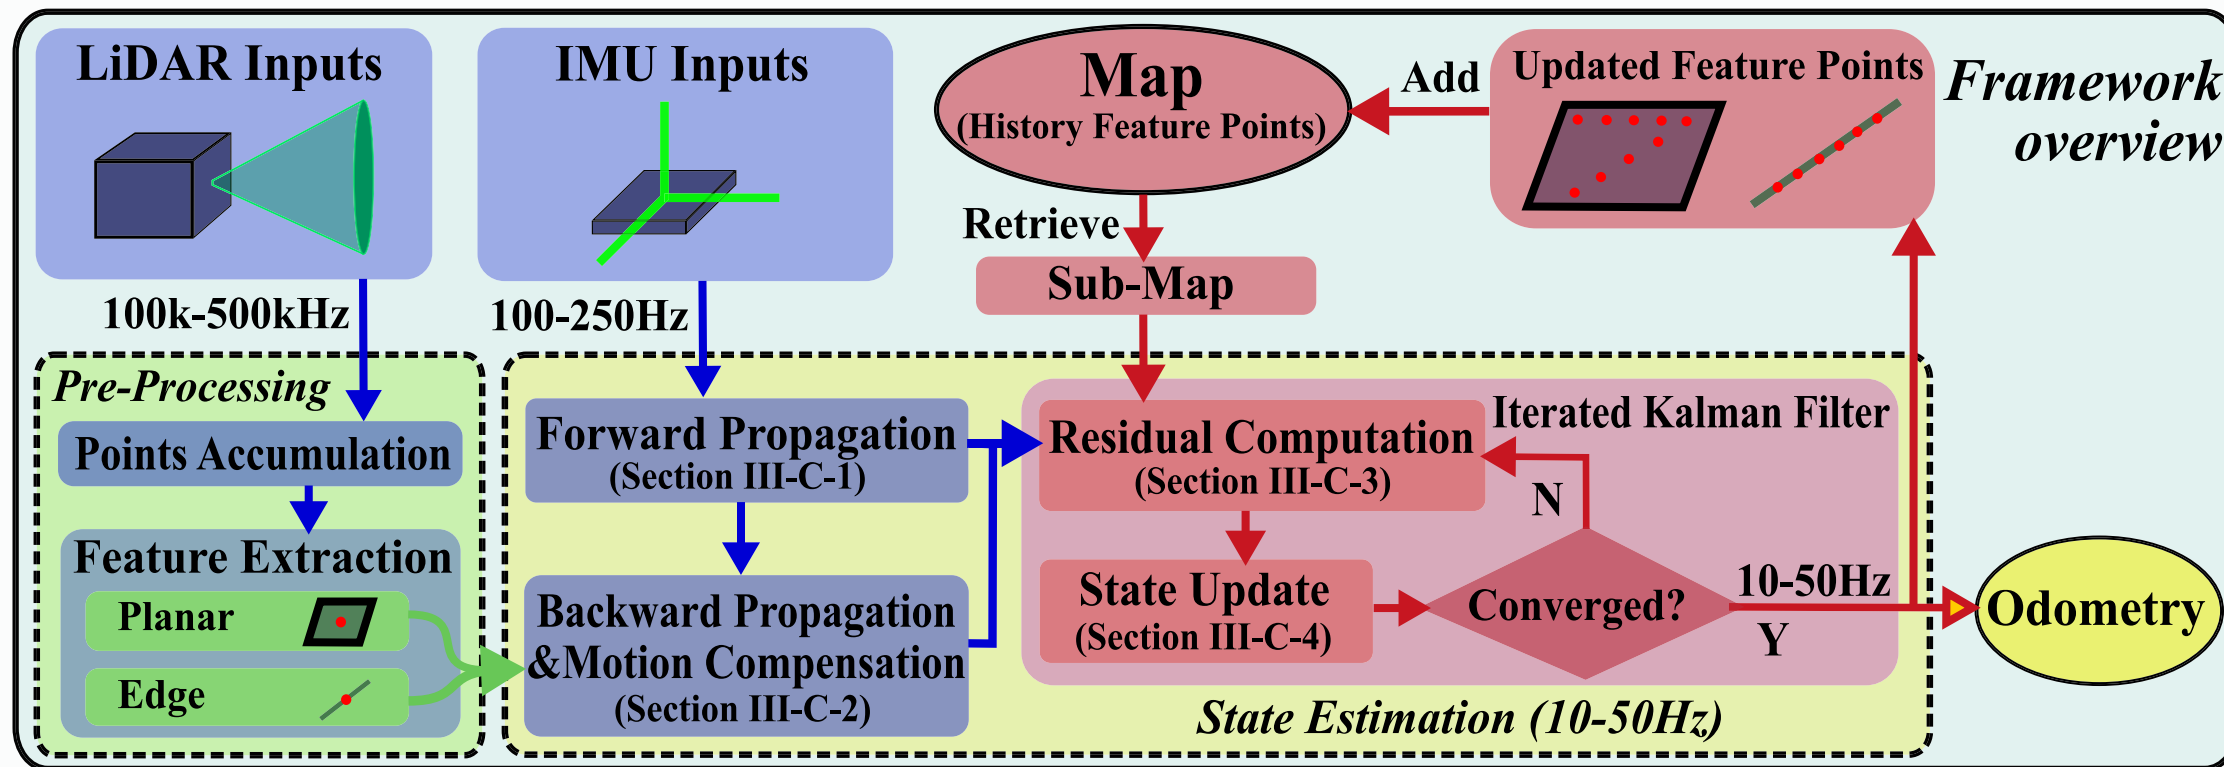 LiDAR Inputs
IMU Inputs
Map
(History Feature Points)
Add
Updated Feature Points
Framework
overview
100k-500kHz
100-250Hz
Retrieve
Sub-Map
Pre-Processing
Points Accumulation
Feature Extraction
Planar
Edge
Forward Propagation
(Section III-C-1)
Backward Propagation
&Motion Compensation
(Section III-C-2)
Iterated Kalman Filter
Residual Computation
(Section III-C-3)
N
State Update
(Section III-C-4)
Converged?
10-50Hz
Y
Odometry
State Estimation (10-50Hz)